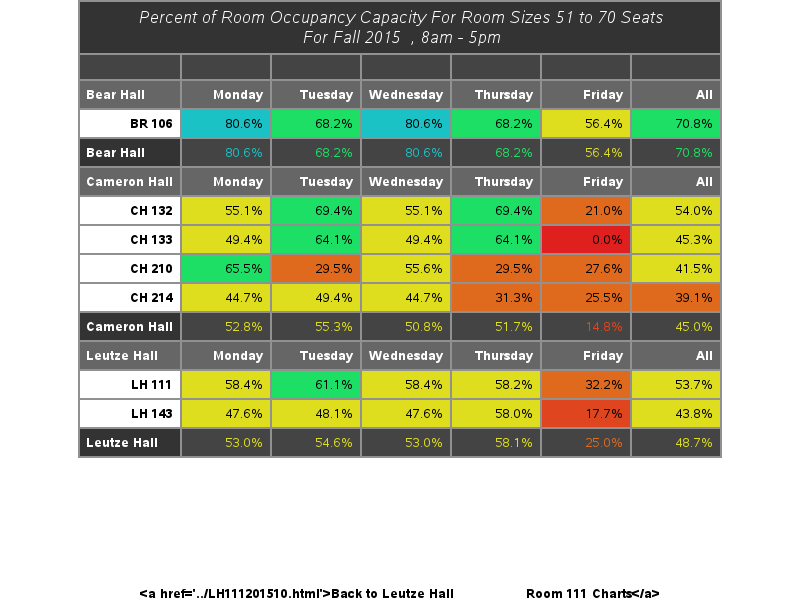 Percent of Room Occupancy Capacity For Room Sizes 51 to 70 Seats
For Fall 2015 , 8am - 5pm
Bear Hall Monday Tuesday Wednesday Thursday Friday All
BR 106 80.6% 68.2% 80.6% 68.2% 56.4% 70.8%
Bear Hall 80.6% 68.2% 80.6% 68.2% 56.4% 70.8%
Cameron Hall Monday Tuesday Wednesday Thursday Friday All
CH 132 55.1% 69.4% 55.1% 69.4% 21.0% 54.0%
CH 133 49.4% 64.1% 49.4% 64.1% 0.0% 45.3%
CH 210 65.5% 29.5% 55.6% 29.5% 27.6% 41.5%
CH 214 44.7% 49.4% 44.7% 31.3% 25.5% 39.1%
Cameron Hall 52.8% 55.3% 50.8% 51.7% 14.8% 45.0%
Leutze Hall Monday Tuesday Wednesday Thursday Friday All
LH 111 58.4% 61.1% 58.4% 58.2% 32.2% 53.7%
LH 143 47.6% 48.1% 47.6% 58.0% 17.7% 43.8%
Leutze Hall 53.0% 54.6% 53.0% 58.1% 25.0% 48.7%
<a href='../LH111201510.html'>Back to Leutze Hall Room 111 Charts</a>